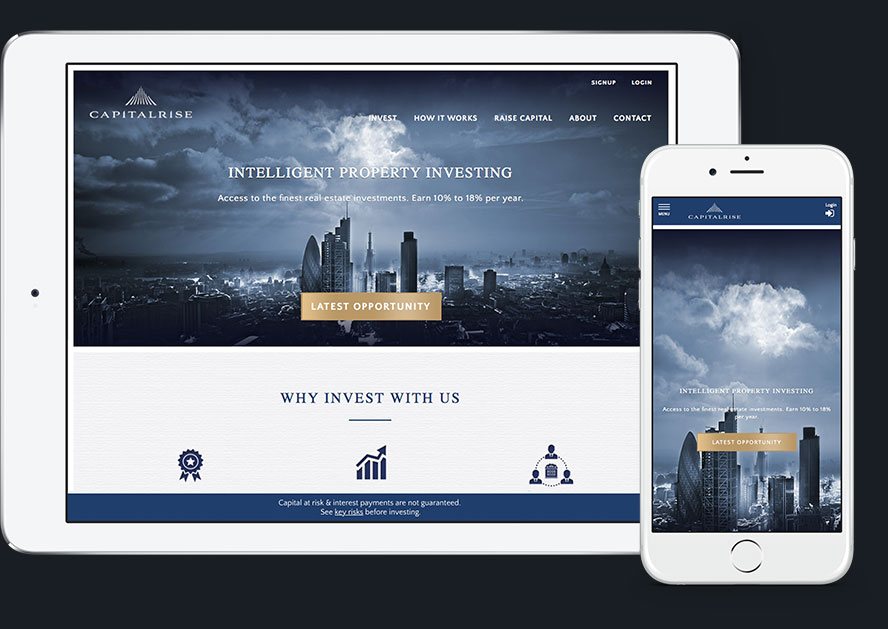 SIGNUP LOGIN
CAPITALRISE
INVEST HOW IT WORKS RAISE CAPITAL ABOUT CONTACT
INTELLIGENT PROPERTY INVESTING
Access to the finest real estate investments. Earn 10% to 18% per year.
LATEST OPPORTUNITY
WHY INVEST WITH US
Capital at risk & interest payments are not guaranteed.
See key risks before investing.
MENU
CAPITALRISE
Login
INTELLIGENT PROPERTY INVESTING
Access to the finest real estate investments. Earn 10% to 18%
per year.
LATEST OPPORTUNITY